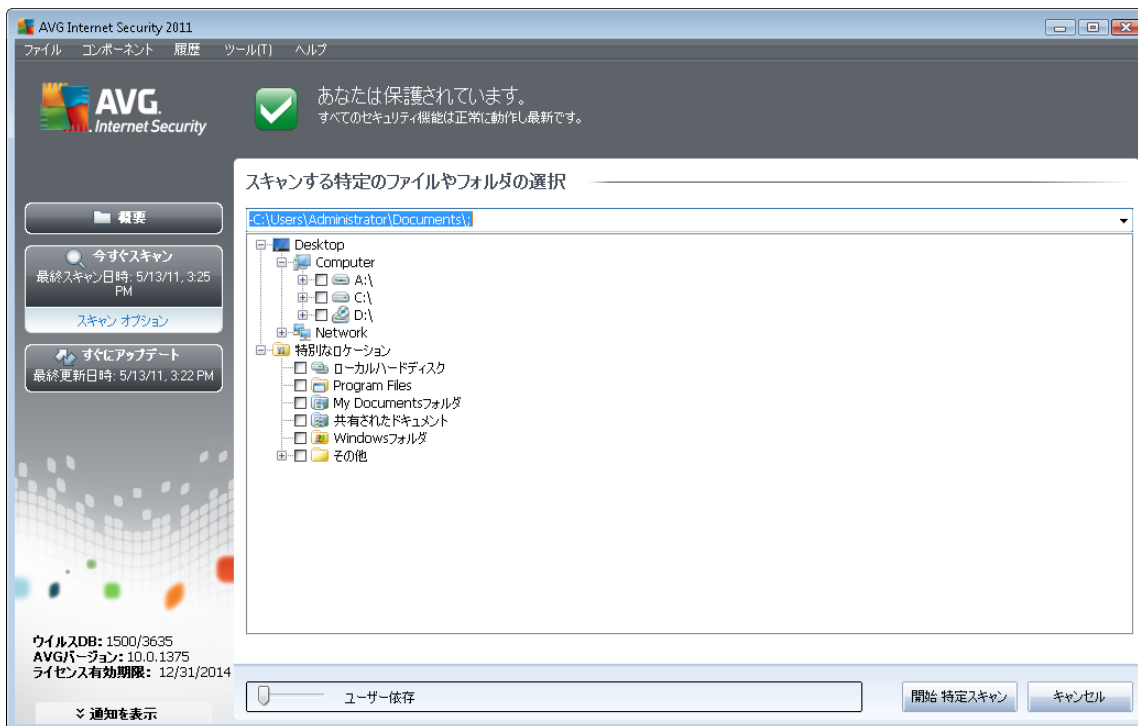 AVG Internet Security 2011
ファイル コンポーネント 履歴 ツール(T) ヘルプ
AVG.
Internet Security
あなたは保護されています。
すべてのセキュリティ機能は正常に動作し最新です。
概要
今すぐスキャン
最終スキャン日時: 5/13/11, 3:25
PM
スキャン オプション
すぐにアップデート
最終更新日時: 5/13/11, 3:22 PM
ウイルスDB: 1500/3635
AVGバージョン: 10.0.1375
ライセンス有効期限: 12/31/2014
通知を表示
スキャンする特定のファイルやフォルダの選択
-C:\Users\Administrator\Documents\;
Desktop
Computer
A:\
C:\
D:\
Network
特別なロケーション
ローカルハードディスク
Program Files
My Documentsフォルダ
共有されたドキュメント
Windowsフォルダ
その他
ユーザー依存
開始 特定スキャン
キャンセル